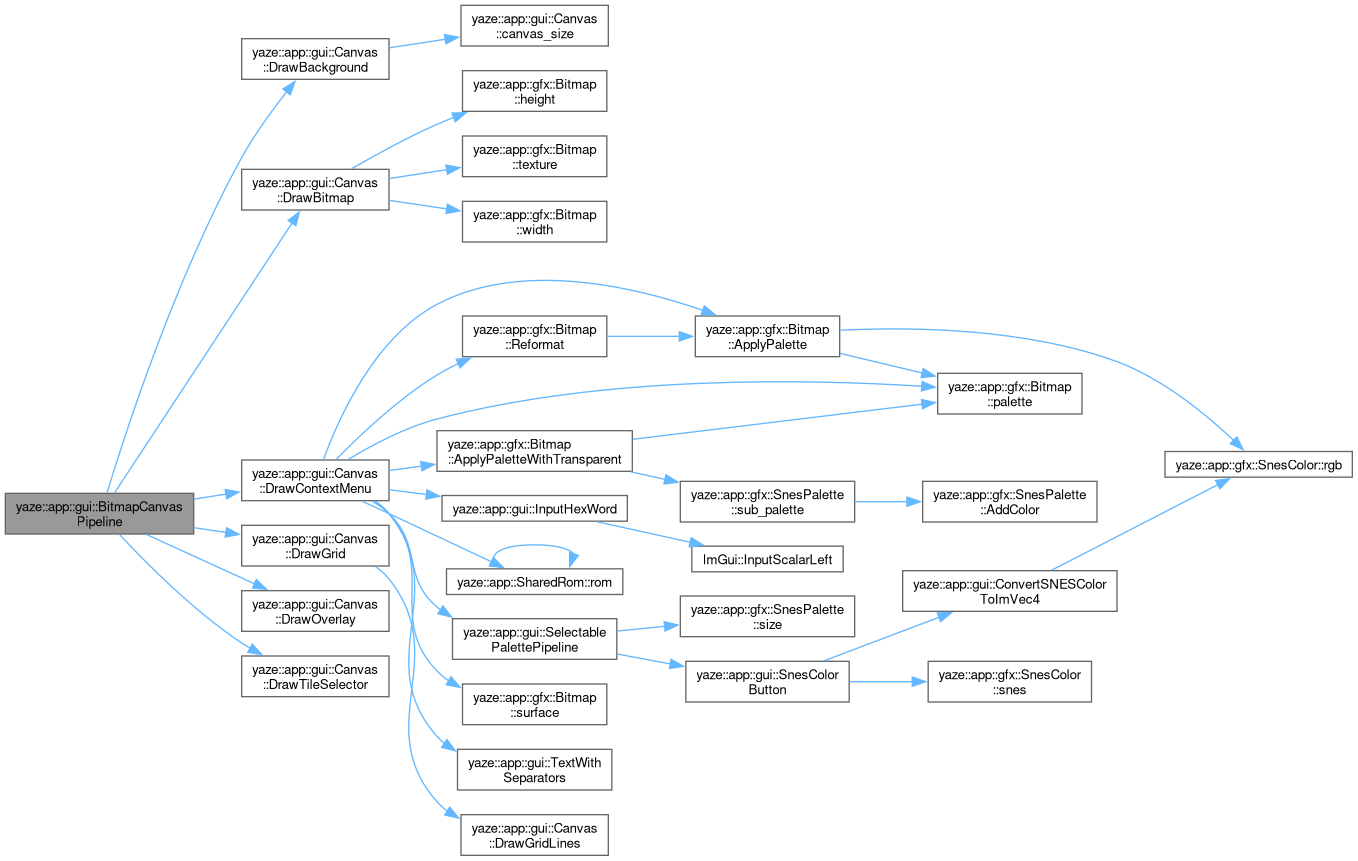 yaze::app::gui::BitmapCanvas
Pipeline
yaze::app::gui::Canvas
::DrawBackground
yaze::app::gui::Canvas
::canvas_size
yaze::app::gui::Canvas
::DrawBitmap
yaze::app::gfx::Bitmap
::height
yaze::app::gfx::Bitmap
::texture
yaze::app::gfx::Bitmap
::width
yaze::app::gui::Canvas
::DrawContextMenu
yaze::app::gfx::Bitmap
::Reformat
yaze::app::gfx::Bitmap
::ApplyPalette
yaze::app::gfx::Bitmap
::palette
yaze::app::gfx::SnesColor::rgb
yaze::app::gfx::Bitmap
::ApplyPaletteWithTransparent
yaze::app::gfx::SnesPalette
::sub_palette
yaze::app::gfx::SnesPalette
::AddColor
yaze::app::gui::InputHexWord
ImGui::InputScalarLeft
yaze::app::SharedRom::rom
yaze::app::gui::Selectable
PalettePipeline
yaze::app::gfx::SnesPalette
::size
yaze::app::gui::SnesColor
Button
yaze::app::gui::ConvertSNESColor
ToImVec4
yaze::app::gfx::SnesColor
::snes
yaze::app::gfx::Bitmap
::surface
yaze::app::gui::TextWith
Separators
yaze::app::gui::Canvas
::DrawGrid
yaze::app::gui::Canvas
::DrawGridLines
yaze::app::gui::Canvas
::DrawOverlay
yaze::app::gui::Canvas
::DrawTileSelector